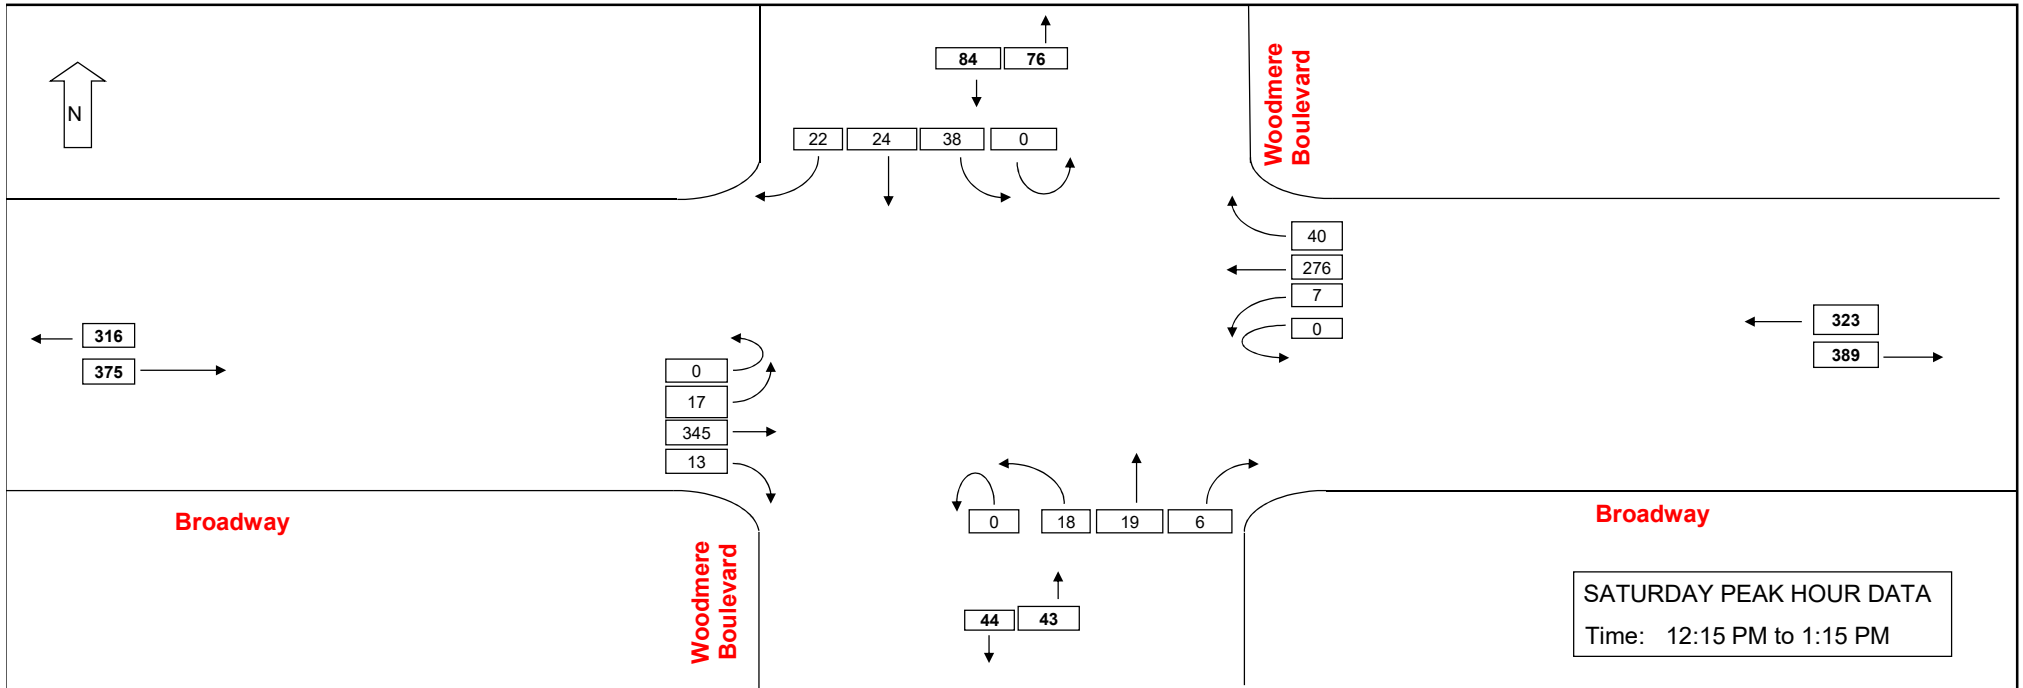 84 76
N
Woodmere
Boulevard
22 24 38 0
40
276
7
0
316
375
323
389
0
17
345
13
0 18 19 6
Broadway
Broadway
Woodmere
Boulevard
44 43
SATURDAY PEAK HOUR DATA
Time: 12:15 PM to 1:15 PM